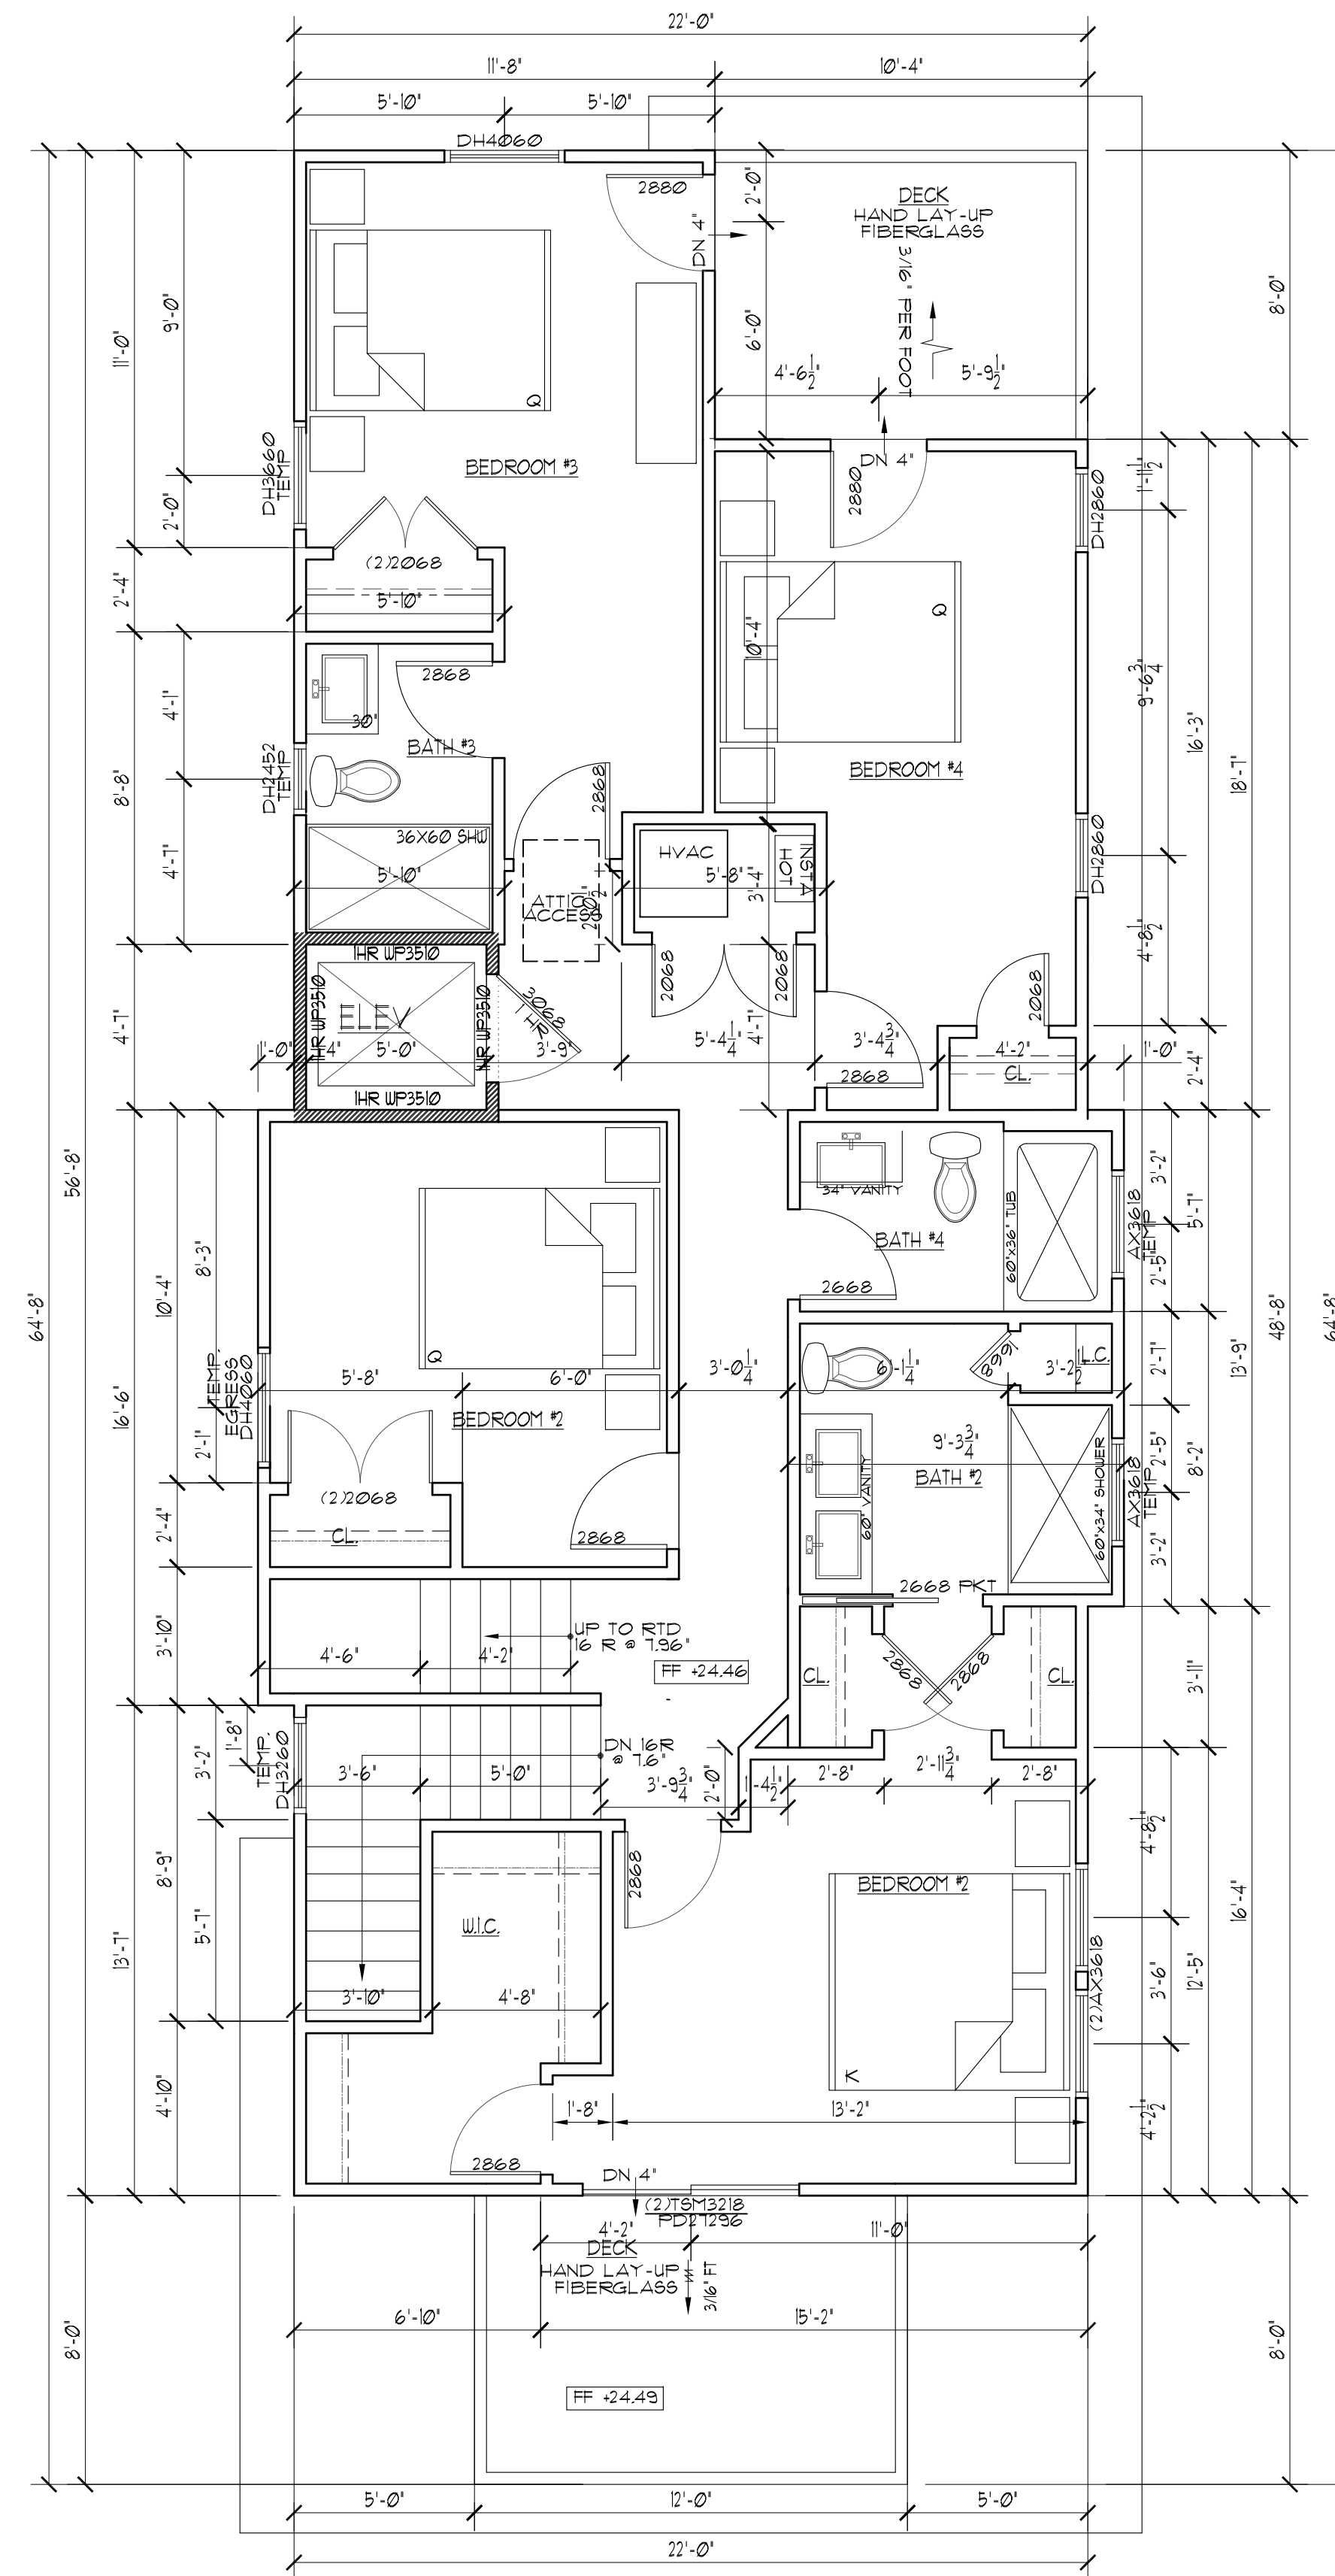 22'-0"
11'-8"
10'-4"
5'-10"
5'-10"
DH4060
2880
DN 4"
2'-0"
DECK
HAND LAY-UP
FIBERGLASS
3/16" PER FOOT
6'-0"
4'-6 1/2"
5'-9 1/2"
8'-0"
9'-0"
11'-0"
Q
DN 4"
2880
BEDROOM #3
DH3660
TEMP
2'-0"
DH2860
1'-11 1/2"
(2)2068
5'-10"
2'-4"
Q
10'-4"
9'-6 3/4"
16'-3"
18'-7"
2868
30"
BATH #3
4'-1"
DH2452
TEMP
8'-8"
BEDROOM #4
2868
36X60 SHW
5'-10"
4'-7"
ATTIC
ACCESS
HVAC
5'-8"
3'-4"
INSTA
HOT
DH2860
4'-8 1/2"
1HR WP3510
1HR WP3510
ELEV
1HR WP3510
3068
1 HR
2068
2068
2068
4'-7"
1'-0"
4"
5'-0"
3'-9"
5'-4 1/4"
4'-7"
3'-4 3/4"
4'-2"
CL.
1'-0"
2'-4"
2868
1HR WP3510
56'-8"
64'-8"
34" VANITY
60"x36" TUB
BATH #4
2668
AX3618
TEMP
3'-2"
5'-7"
2'-5"
8'-3"
10'-4"
16'-6"
Q
TEMP.
EGRESS
DH4060
2'-1"
5'-8"
6'-0"
3'-0 1/4"
6'-1 1/4"
1668
L.C.
3'-2 1/2"
2'-7"
13'-9"
48'-8"
64'-8"
BEDROOM #2
9'-3 3/4"
BATH #2
60" VANITY
60"x34" SHOWER
AX3618
TEMP
2'-5"
8'-2"
3'-2"
(2)2068
CL.
2868
2'-4"
2668 PKT
UP TO RTD
16 R @ 7.96"
4'-6"
4'-2"
FF +24.46
3'-10"
CL.
2868
2868
CL.
3'-11"
1'-8"
TEMP.
DH3260
3'-2"
DN 16R
@ 7.6"
3'-6"
5'-0"
3'-9 3/4"
2'-0"
1'-4 1/2"
2'-8"
2'-11 3/4"
2'-8"
2868
BEDROOM #2
4'-8 1/2"
8'-9"
W.I.C.
5'-7"
13'-7"
3'-10"
4'-8"
(2)AX3618
3'-6"
12'-5"
16'-4"
K
4'-10"
1'-8"
13'-2"
4'-2 1/2"
2868
DN 4"
(2)TSM3218
PD27296
4'-2"
11'-0"
DECK
HAND LAY-UP
FIBERGLASS
3/16" FT
6'-10"
15'-2"
8'-0"
8'-0"
FF +24.49
5'-0"
12'-0"
5'-0"
22'-0"